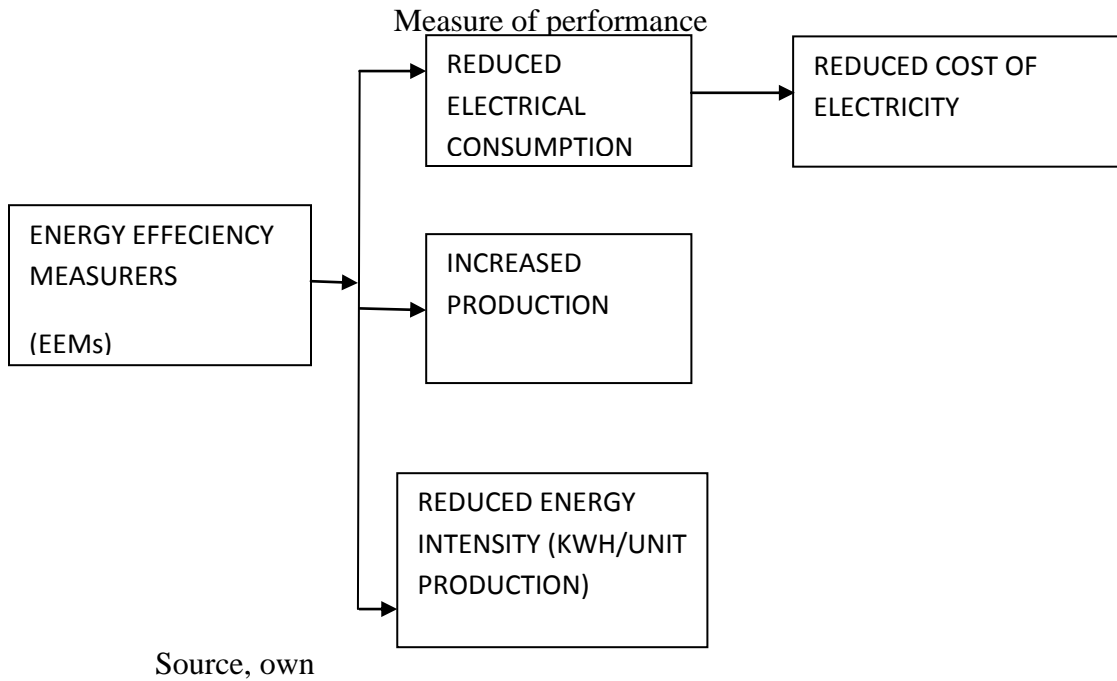 Measure of performance
REDUCED
ELECTRICAL
CONSUMPTION
REDUCED COST OF
ELECTRICITY
ENERGY EFFECIENCY
MEASURERS
(EEMs)
INCREASED
PRODUCTION
REDUCED ENERGY
INTENSITY (KWH/UNIT
PRODUCTION)
Source, own